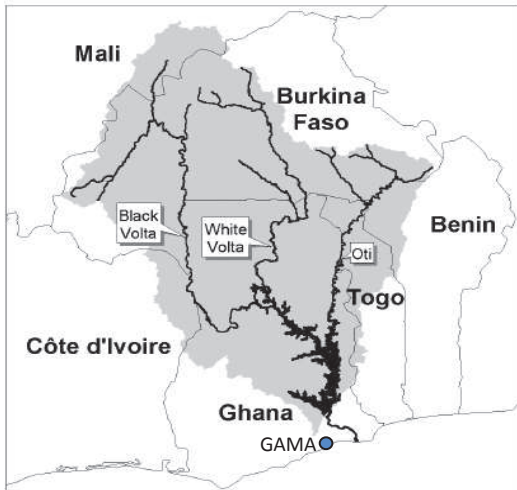 Mali
Burkina
Faso
Black
Volta
White
Volta
Oti
Benin
Togo
Côte d'Ivoire
Ghana
GAMA